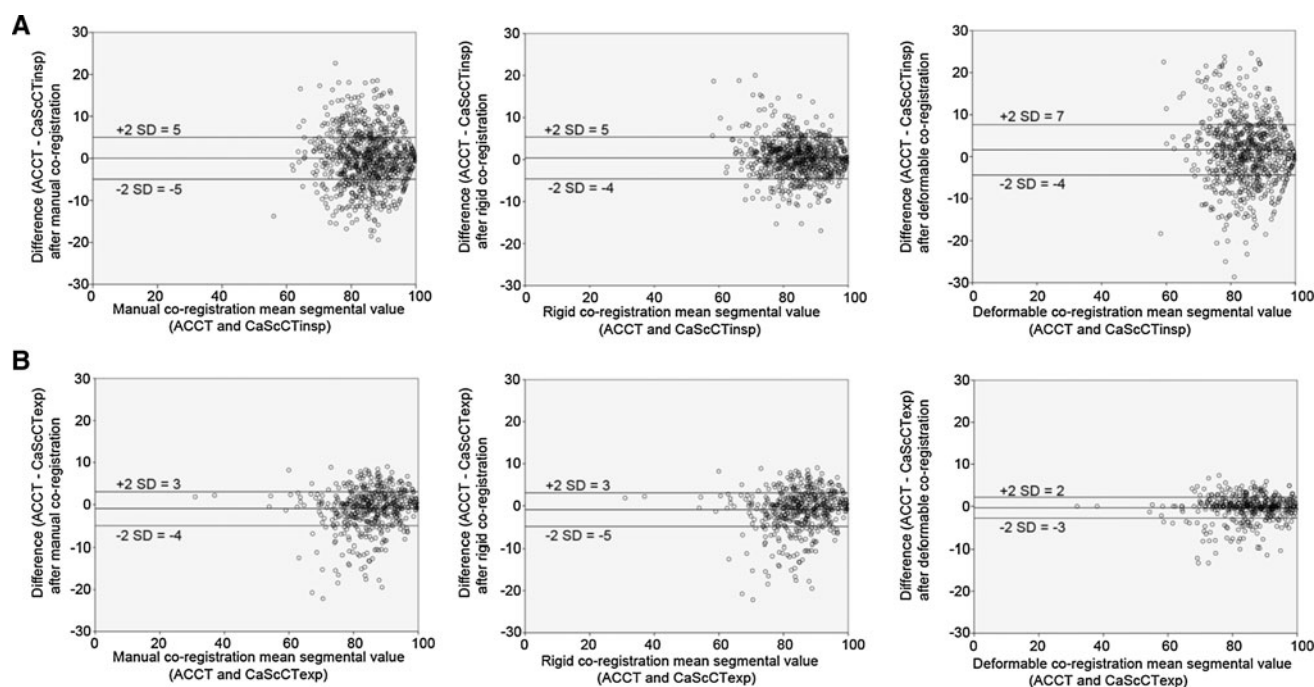 A
Difference (ACCT - CaScCTinsp)
after manual co-registration
30
20
10
0
-10
-20
-30
+2 SD = 5
-2 SD = -5
0 20 40 60 80 100
Manual co-registration mean segmental value
(ACCT and CaScCTinsp)
Difference (ACCT - CaScCTinsp)
after rigid co-registration
30
20
10
0
-10
-20
-30
+2 SD = 5
-2 SD = -4
0 20 40 60 80 100
Rigid co-registration mean segmental value
(ACCT and CaScCTinsp)
Difference (ACCT - CaScCTinsp)
after deformable co-registration
30
20
10
0
-10
-20
-30
+2 SD = 7
-2 SD = -4
0 20 40 60 80 100
Deformable co-registration mean segmental value
(ACCT and CaScCTinsp)
B
Difference (ACCT - CaScCTexp)
after manual co-registration
30
20
10
0
-10
-20
-30
+2 SD = 3
-2 SD = -4
0 20 40 60 80 100
Manual co-registration mean segmental value
(ACCT and CaScCTexp)
Difference (ACCT - CaScCTexp)
after rigid co-registration
30
20
10
0
-10
-20
-30
+2 SD = 3
-2 SD = -5
0 20 40 60 80 100
Rigid co-registration mean segmental value
(ACCT and CaScCTexp)
Difference (ACCT - CaScCTexp)
after deformable co-registration
30
20
10
0
-10
-20
-30
+2 SD = 2
-2 SD = -3
0 20 40 60 80 100
Deformable co-registration mean segmental value
(ACCT and CaScCTexp)